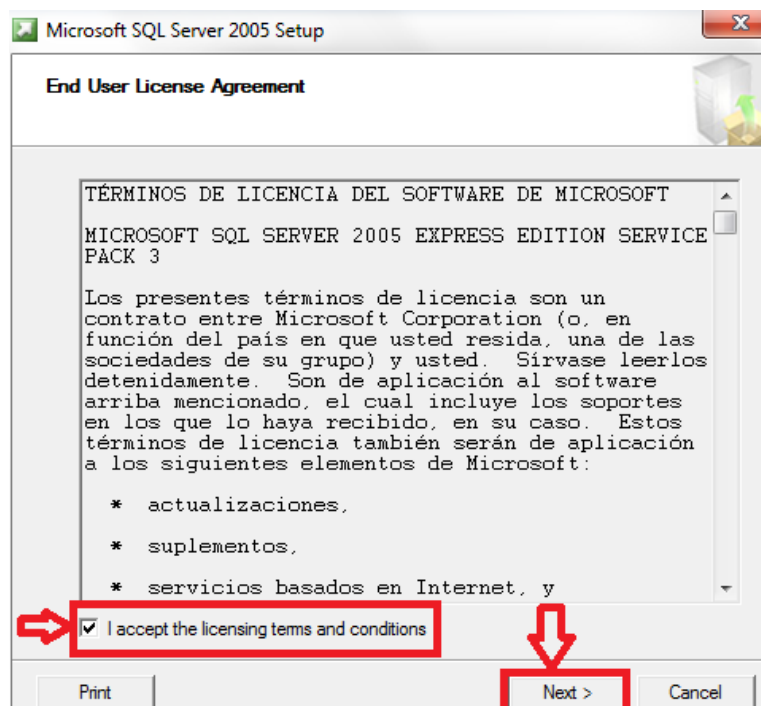 Microsoft SQL Server 2005 Setup
End User License Agreement
TÉRMINOS DE LICENCIA DEL SOFTWARE DE MICROSOFT
MICROSOFT SQL SERVER 2005 EXPRESS EDITION SERVICE
PACK 3
Los presentes términos de licencia son un
contrato entre Microsoft Corporation (o, en
función del país en que usted resida, una de las
sociedades de su grupo) y usted.  Sírvase leerlos
detenidamente.  Son de aplicación al software
arriba mencionado, el cual incluye los soportes
en los que lo haya recibido, en su caso.  Estos
términos de licencia también serán de aplicación
a los siguientes elementos de Microsoft:
* actualizaciones,
* suplementos,
* servicios basados en Internet, y
I accept the licensing terms and conditions
Print
Next >
Cancel